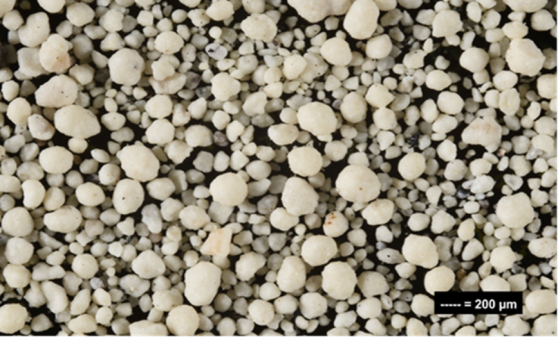 ----- = 200 µm